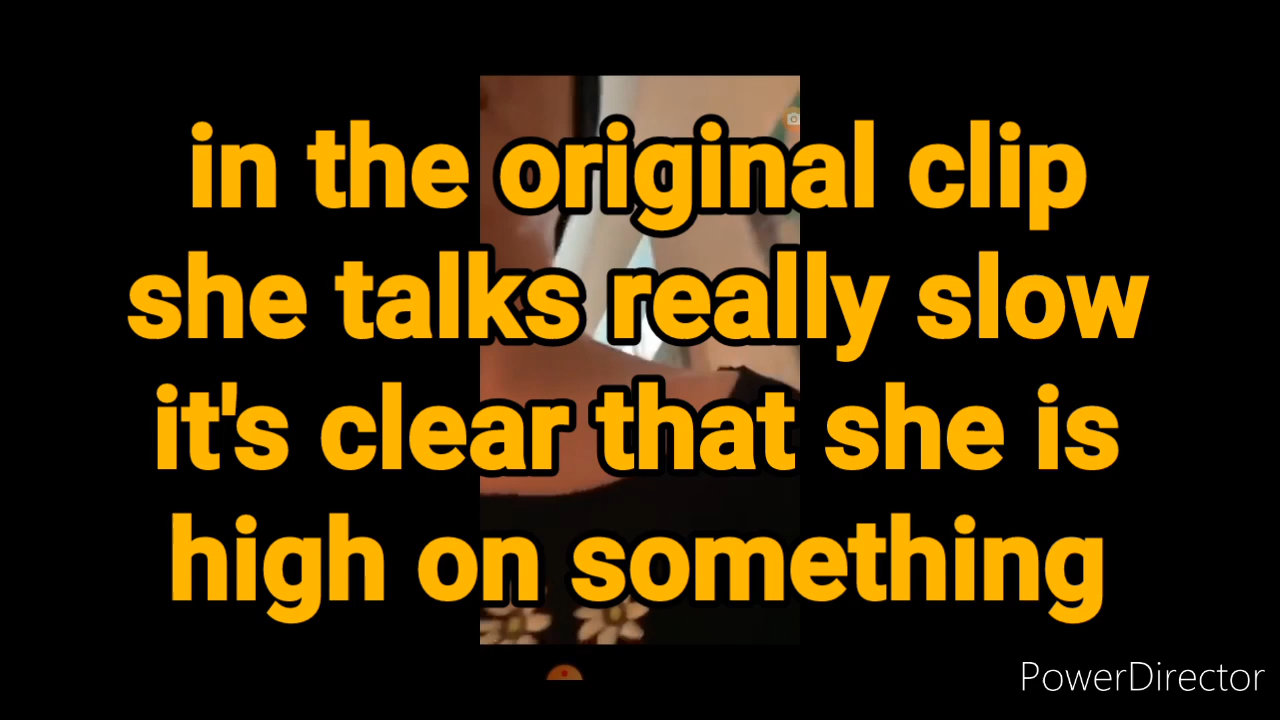 in the original clip
she talks really slow
it's clear that she is
high on something
PowerDirector